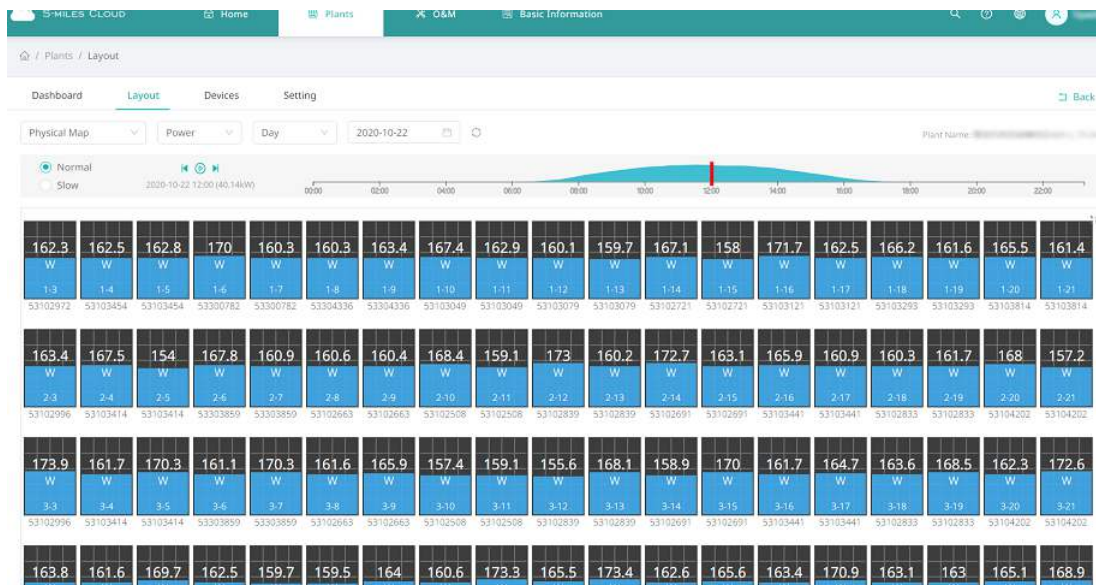 S-MILES CLOUD Home Plants O&M Basic Information
/ Plants / Layout
Dashboard Layout Devices Setting Back
Physical Map Power Day 2020-10-22 Plant Name:
Normal
Slow 2020-10-22 12:00 (40.14kW) 00:00 02:00 04:00 06:00 08:00 10:00 12:00 14:00 16:00 18:00 20:00 22:00
162.3 162.5 162.8 170 160.3 160.3 163.4 167.4 162.9 160.1 159.7 167.1 158 171.7 162.5 166.2 161.6 165.5 161.4
W W W W W W W W W W W W W W W W W W W
1-3 1-4 1-5 1-6 1-7 1-8 1-9 1-10 1-11 1-12 1-13 1-14 1-15 1-16 1-17 1-18 1-19 1-20 1-21
53102972 53103454 53103454 53300782 53300782 53304336 53304336 53103049 53103049 53103079 53103079 53102721 53102721 53103121 53103121 53103293 53103293 53103814 53103814
163.4 167.5 154 167.8 160.9 160.6 160.4 168.4 159.1 173 160.2 172.7 163.1 165.9 160.9 160.3 161.7 168 157.2
W W W W W W W W W W W W W W W W W W W
2-3 2-4 2-5 2-6 2-7 2-8 2-9 2-10 2-11 2-12 2-13 2-14 2-15 2-16 2-17 2-18 2-19 2-20 2-21
53102996 53103414 53103414 53303859 53303859 53102663 53102663 53102508 53102508 53102839 53102839 53102691 53102691 53103441 53103441 53102833 53102833 53104202 53104202
173.9 161.7 170.3 161.1 170.3 161.6 165.9 157.4 159.1 155.6 168.1 158.9 170 161.7 164.7 163.6 168.5 162.3 172.6
W W W W W W W W W W W W W W W W W W W
3-3 3-4 3-5 3-6 3-7 3-8 3-9 3-10 3-11 3-12 3-13 3-14 3-15 3-16 3-17 3-18 3-19 3-20 3-21
53102996 53103414 53103414 53303859 53303859 53102663 53102663 53102508 53102508 53102839 53102839 53102691 53102691 53103441 53103441 53102833 53102833 53104202 53104202
163.8 161.6 169.7 162.5 159.7 159.5 164 160.6 173.3 165.5 173.4 162.6 165.6 163.4 170.9 163.1 163 165.1 168.9